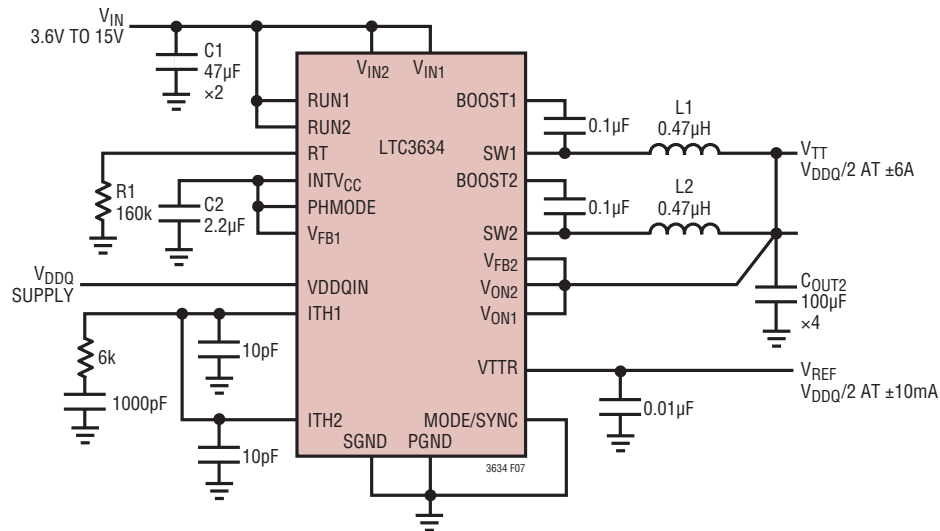 VIN
3.6V TO 15V
C1
47µF
×2
VIN2
VIN1
RUN1
RUN2
RT
INTVCC
PHMODE
VFB1
VDDQIN
ITH1
ITH2
SGND
PGND
LTC3634
BOOST1
SW1
BOOST2
SW2
VFB2
VON2
VON1
VTTR
MODE/SYNC
R1
160k
C2
2.2µF
VDDQ
SUPPLY
6k
1000pF
10pF
10pF
0.1µF
0.1µF
L1
0.47µH
L2
0.47µH
VTT
VDDQ/2 AT ±6A
COUT2
100µF
×4
VREF
VDDQ/2 AT ±10mA
0.01µF
3634 F07